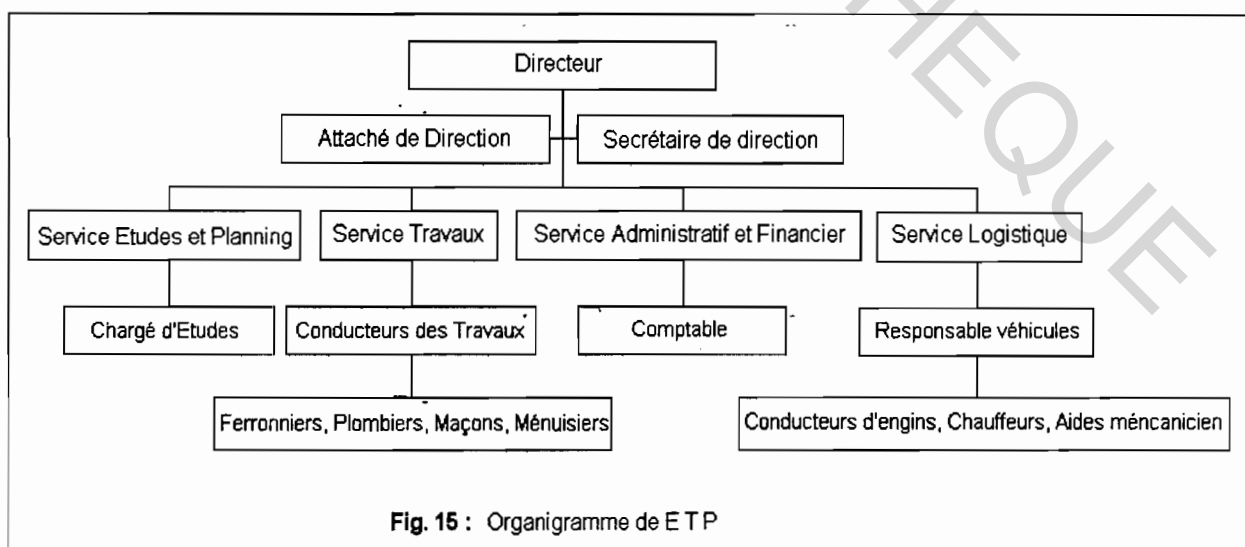 Directeur
Attaché de Direction
Secrétaire de direction
Service Etudes et Planning
Service Travaux
Service Administratif et Financier
Service Logistique
Chargé d'Etudes
Conducteurs des Travaux
Comptable
Responsable véhicules
Ferronniers, Plombiers, Maçons, Ménuisiers
Conducteurs d'engins, Chauffeurs, Aides méncanicien
Fig. 15 : Organigramme de E T P
HEQUE